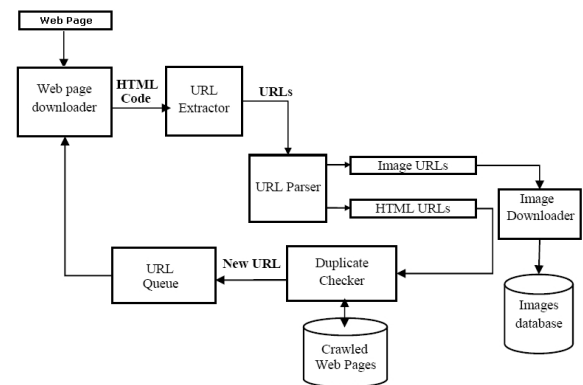 Web Page
Web page
downloader
HTML
Code
URL
Extractor
URLs
URL Parser
Image URLs
HTML URLs
Image
Downloader
Images
database
Duplicate
Checker
New URL
URL
Queue
Crawled
Web Pages